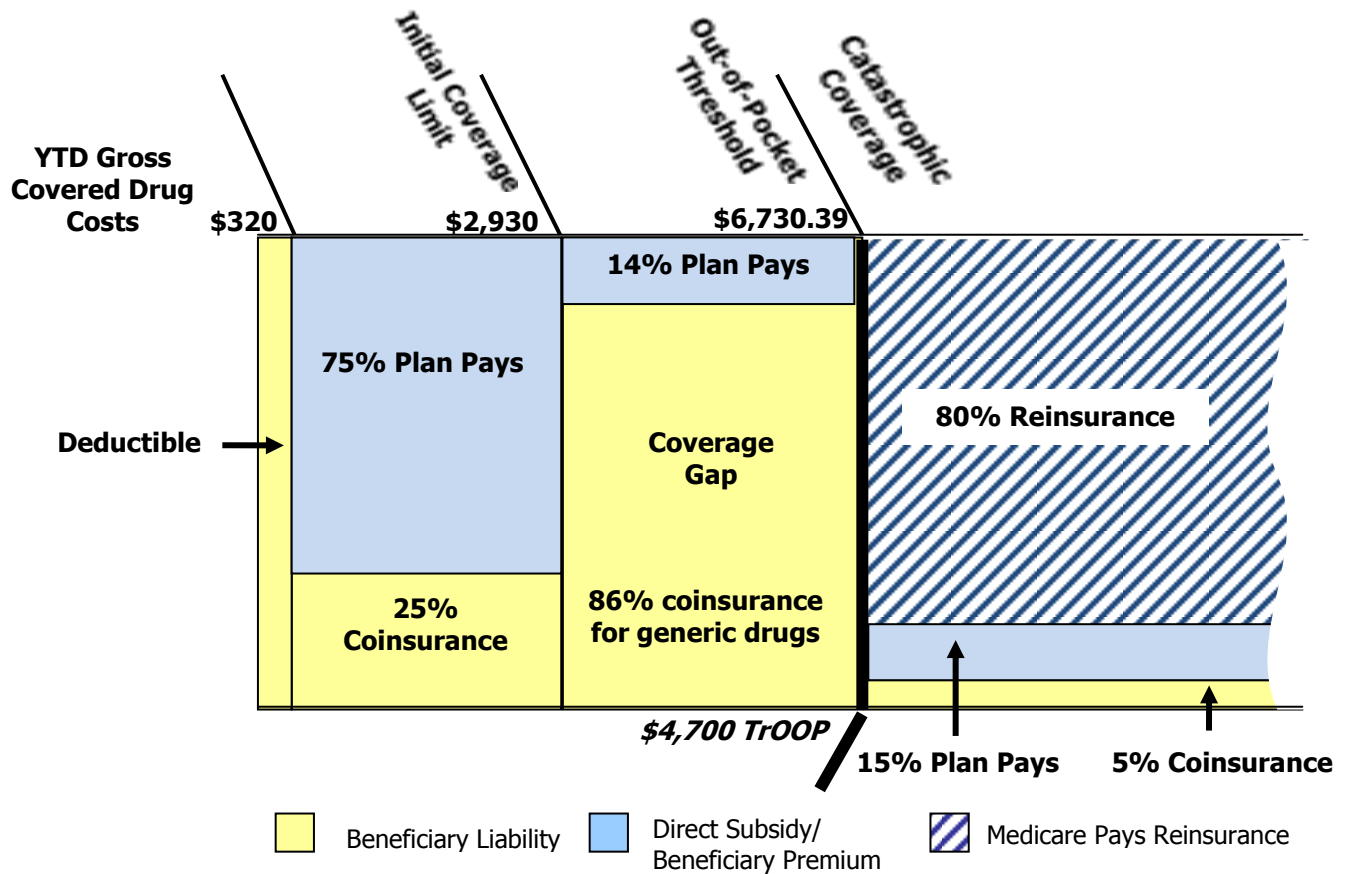 Initial Coverage
Limit
Out-of-Pocket
Threshold
Catastrophic
Coverage
YTD Gross
Covered Drug
Costs
$320
$2,930
$6,730.39
14% Plan Pays
75% Plan Pays
80% Reinsurance
Deductible
Coverage
Gap
25%
Coinsurance
86% coinsurance
for generic drugs
$4,700 TrOOP
15% Plan Pays
5% Coinsurance
Beneficiary Liability
Direct Subsidy/
Beneficiary Premium
Medicare Pays Reinsurance